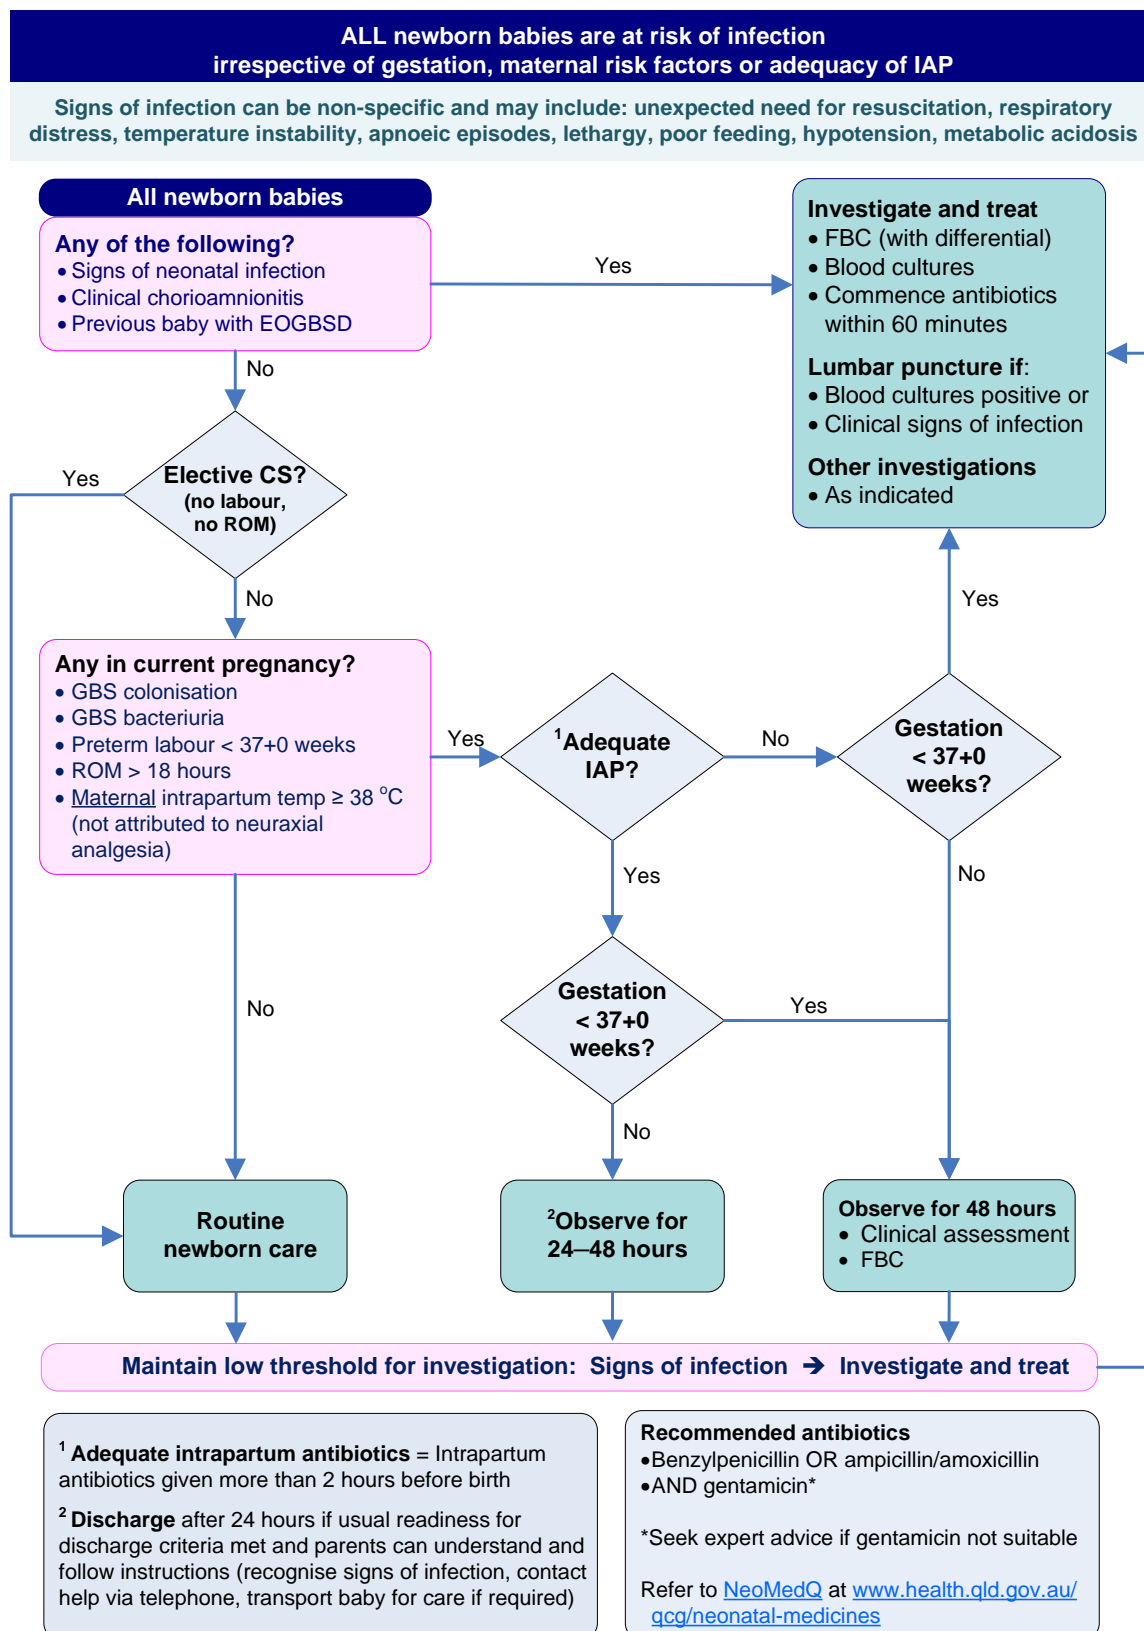 ALL newborn babies are at risk of infection
irrespective of gestation, maternal risk factors or adequacy of IAP
Signs of infection can be non-specific and may include: unexpected need for resuscitation, respiratory
distress, temperature instability, apnoeic episodes, lethargy, poor feeding, hypotension, metabolic acidosis
All newborn babies
Any of the following?
• Signs of neonatal infection
• Clinical chorioamnionitis
• Previous baby with EOGBSD
Yes
Investigate and treat
• FBC (with differential)
• Blood cultures
• Commence antibiotics
within 60 minutes
Lumbar puncture if:
• Blood cultures positive or
• Clinical signs of infection
Other investigations
• As indicated
No
Elective CS?
(no labour,
no ROM)
Yes
No
Any in current pregnancy?
• GBS colonisation
• GBS bacteriuria
• Preterm labour < 37+0 weeks
• ROM > 18 hours
• Maternal intrapartum temp ≥ 38 °C
(not attributed to neuraxial
analgesia)
Yes
¹Adequate
IAP?
No
Gestation
< 37+0
weeks?
Yes
No
Yes
Gestation
< 37+0
weeks?
Yes
No
No
Routine
newborn care
²Observe for
24–48 hours
Observe for 48 hours
• Clinical assessment
• FBC
Maintain low threshold for investigation: Signs of infection ➔ Investigate and treat
¹ Adequate intrapartum antibiotics = Intrapartum
antibiotics given more than 2 hours before birth
² Discharge after 24 hours if usual readiness for
discharge criteria met and parents can understand and
follow instructions (recognise signs of infection, contact
help via telephone, transport baby for care if required)
Recommended antibiotics
•Benzylpenicillin OR ampicillin/amoxicillin
•AND gentamicin*
*Seek expert advice if gentamicin not suitable
Refer to NeoMedQ at www.health.qld.gov.au/
qcg/neonatal-medicines